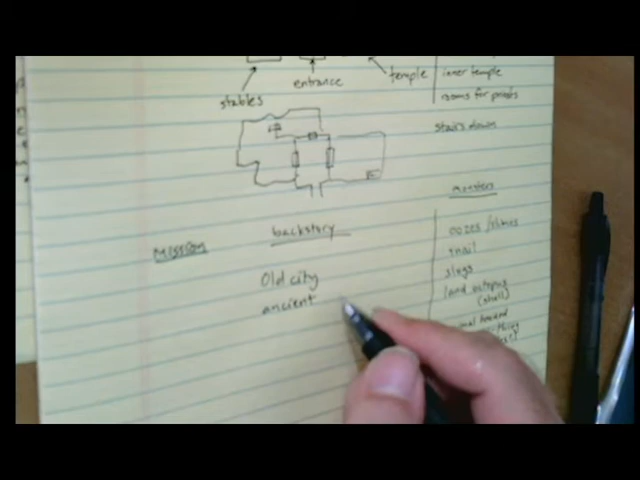 stables
entrance
temple
inner temple
rooms for priests
stairs down
monsters
mission
backstory
Old city
ancient
oozes / slimes
snail
slugs
land octopus
(shell)